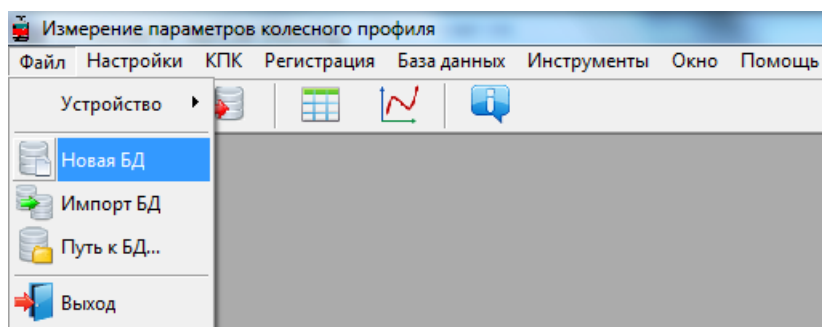 Измерение параметров колесного профиля
Файл Настройки КПК Регистрация База данных Инструменты Окно Помощь
Устройство
Новая БД
Импорт БД
Путь к БД...
Выход